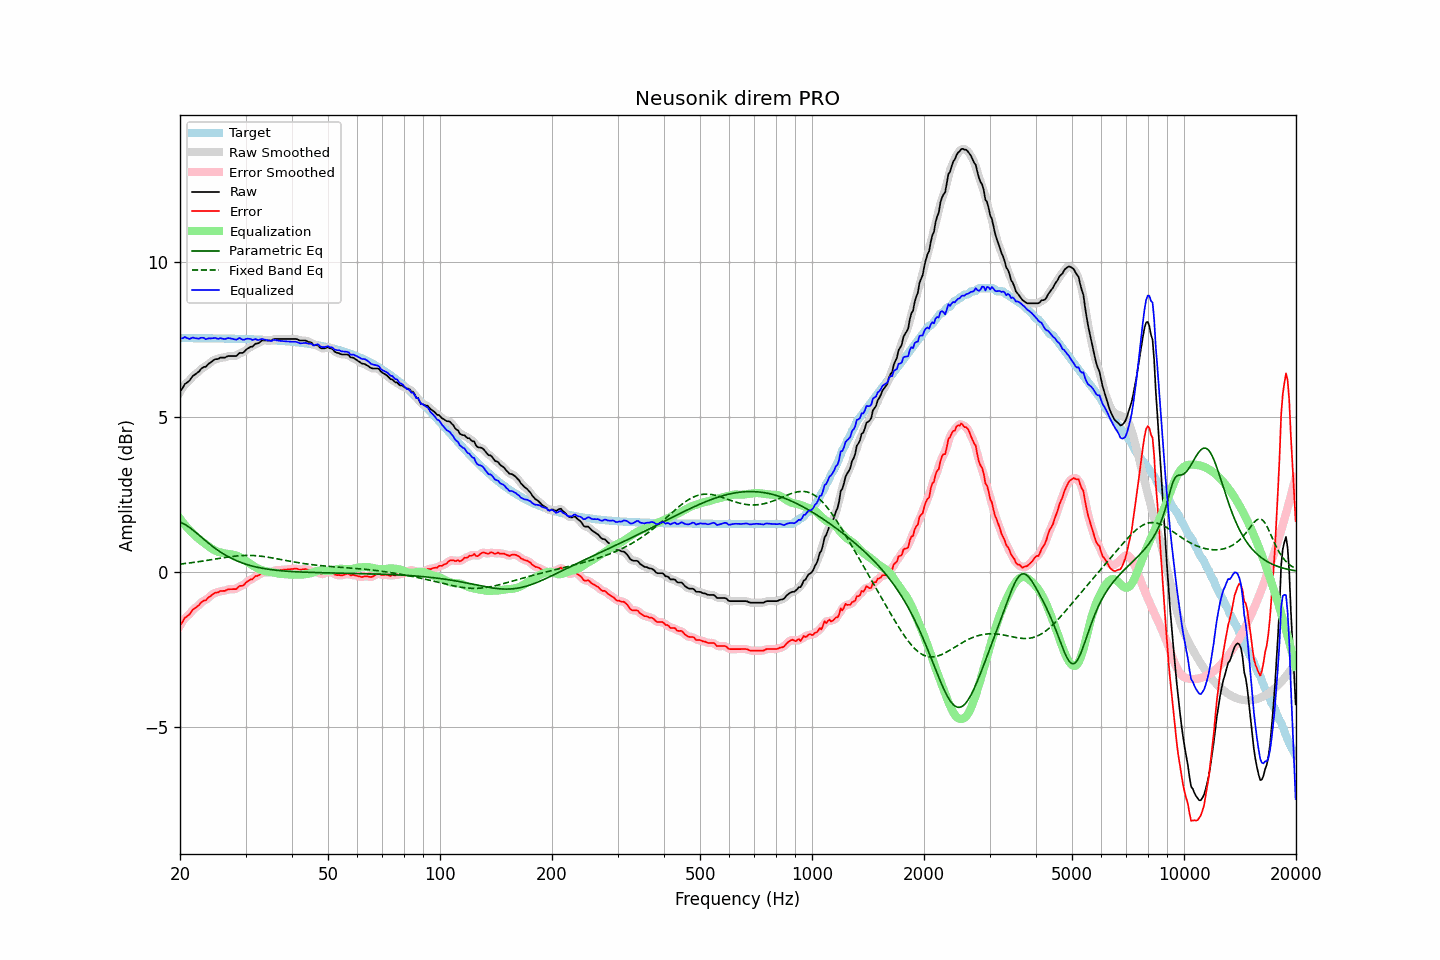 Neusonik direm PRO
Target
Raw Smoothed
Error Smoothed
Raw
Error
Equalization
Parametric Eq
Fixed Band Eq
Equalized
Amplitude (dBr)
10
5
0
−5
20
50
100
200
500
1000
2000
5000
10000
20000
Frequency (Hz)